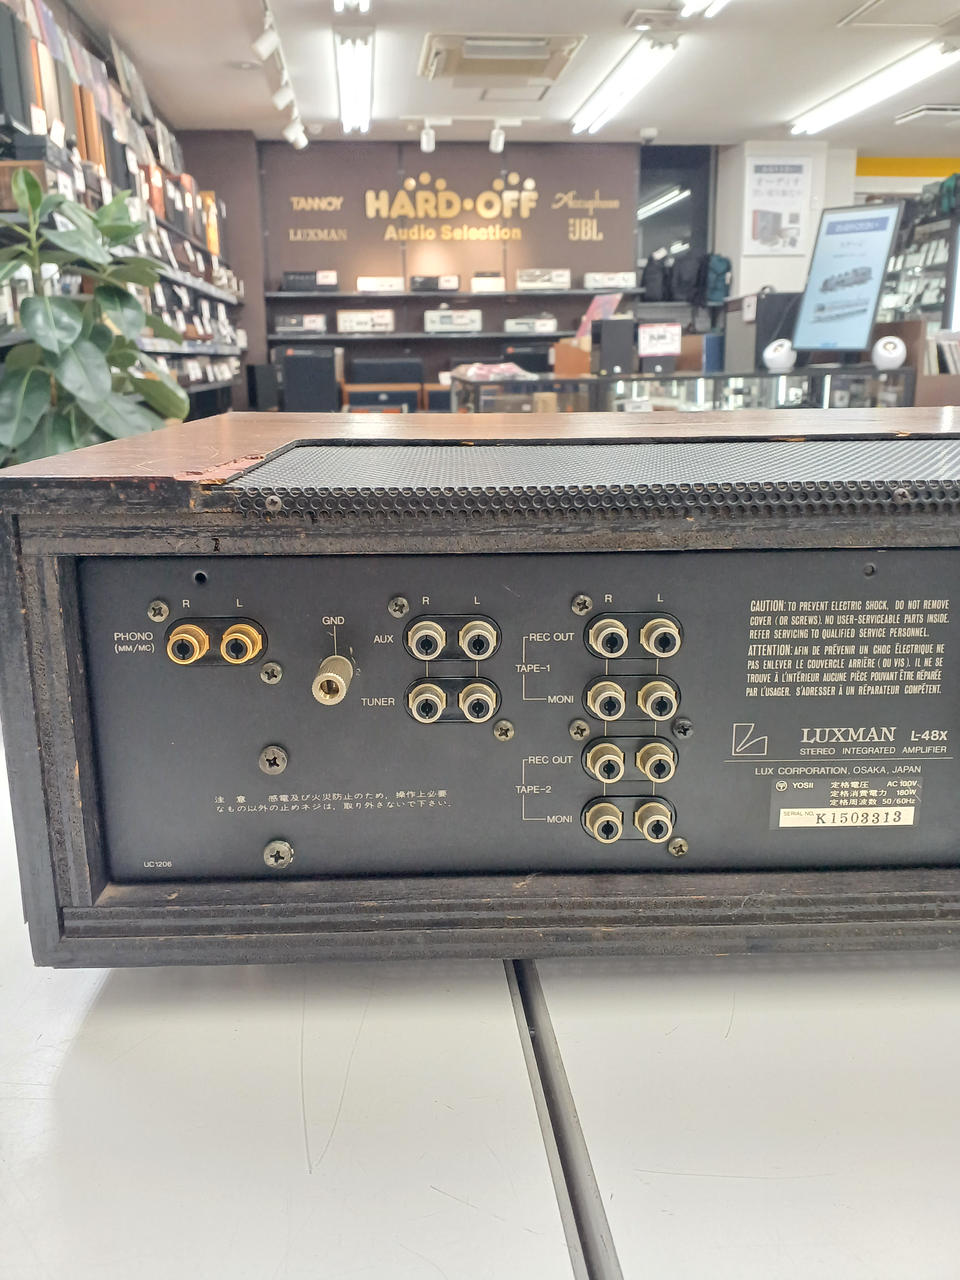 TANNOY
HARD·OFF
Accuphase
LUXMAN
Audio Selection
JBL
R L
PHONO
(MM/MC)
GND
R L
AUX
TUNER
R L
REC OUT
TAPE-1
MONI
REC OUT
TAPE-2
MONI
CAUTION: TO PREVENT ELECTRIC SHOCK, DO NOT REMOVE
COVER (OR SCREWS). NO USER-SERVICEABLE PARTS INSIDE.
REFER SERVICING TO QUALIFIED SERVICE PERSONNEL.
ATTENTION: AFIN DE PRÉVENIR UN CHOC ÉLECTRIQUE NE
PAS ENLEVER LE COUVERCLE ARRIÈRE (OU VIS). IL NE SE
TROUVE À L'INTÉRIEUR AUCUNE PIÈCE POUVANT ÊTRE RÉPARÉE
PAR L'USAGER. S'ADRESSER À UN RÉPARATEUR COMPÉTENT.
LUXMAN L-48X
STEREO INTEGRATED AMPLIFIER
LUX CORPORATION, OSAKA, JAPAN
〒 YOSII 定格電圧 AC 100V
定格消費電力 180W
定格周波数 50/60Hz
SERIAL NO. K1503313
注 意 感電及び火災防止のため、操作上必要
なもの以外の止めネジは、取り外さないで下さい。
UC1206